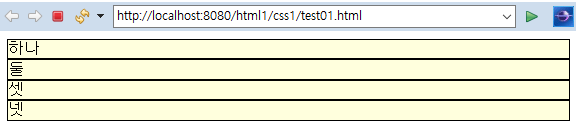 http://localhost:8080/html1/css1/test01.html
하나
둘
셋
넷